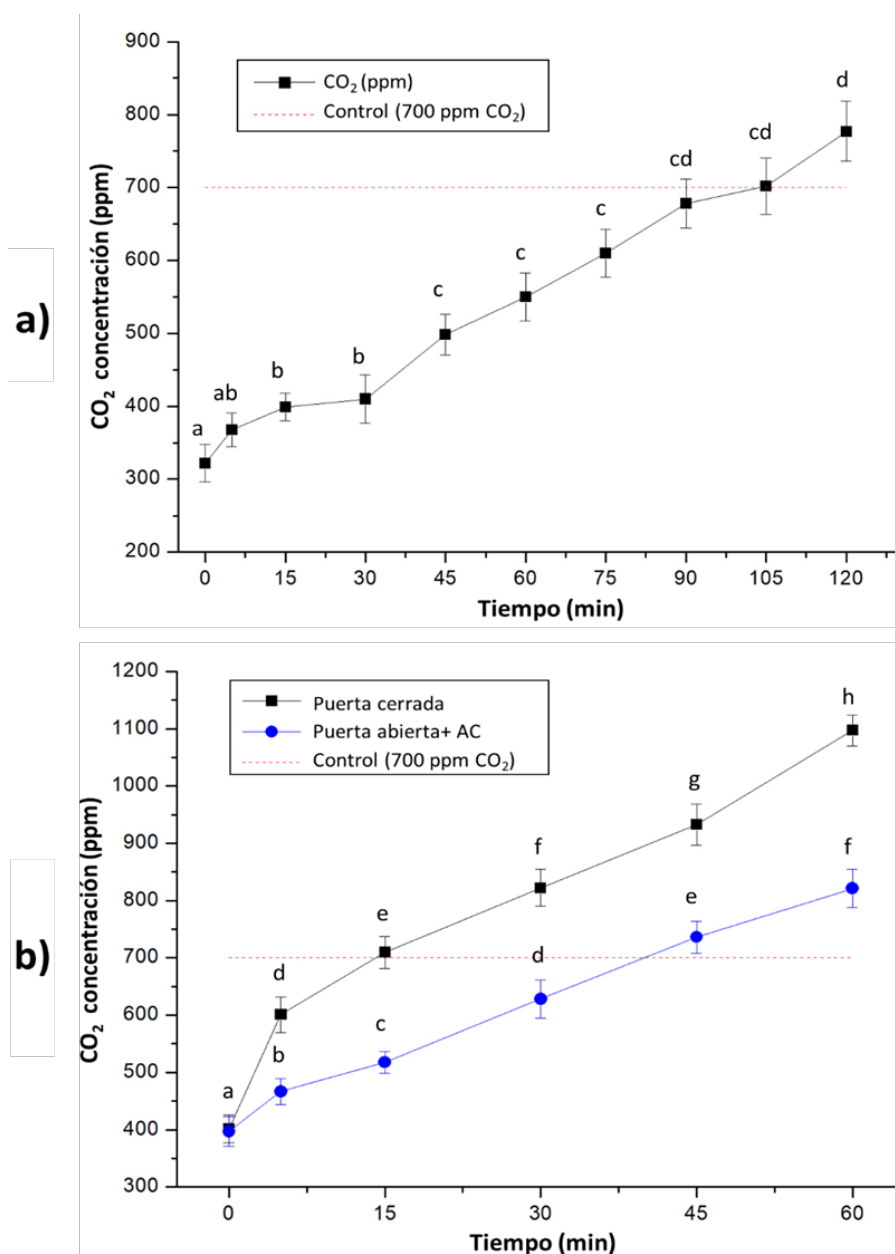 a)
900
800
700
600
500
400
300
200
CO₂ concentración (ppm)
CO₂ (ppm)
Control (700 ppm CO₂)
a
ab
b
b
c
c
c
cd
cd
d
0 15 30 45 60 75 90 105 120
Tiempo (min)
b)
1200
1100
1000
900
800
700
600
500
400
300
CO₂ concentración (ppm)
Puerta cerrada
Puerta abierta+ AC
Control (700 ppm CO₂)
a
d
e
f
g
h
b
c
d
e
f
0 15 30 45 60
Tiempo (min)